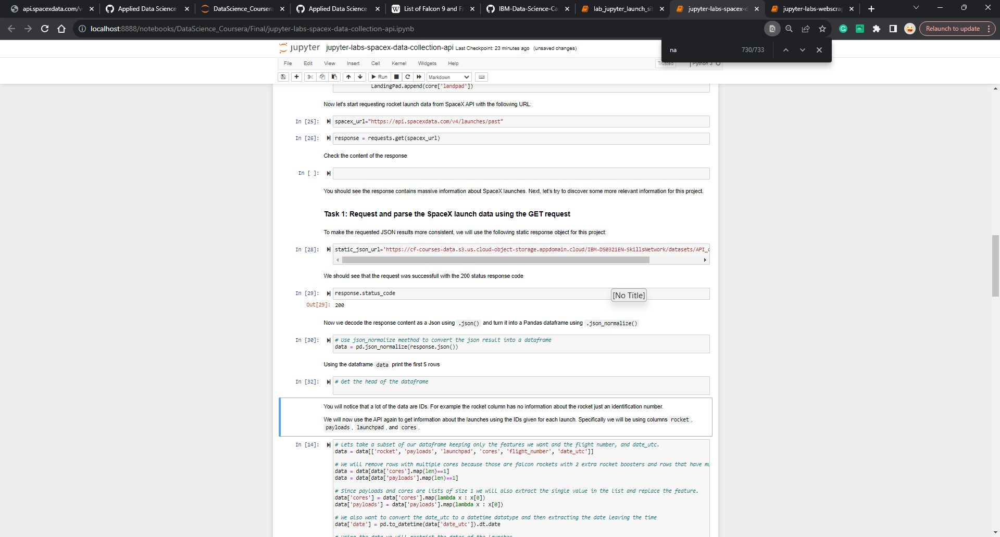 api.spacexdata.com/v
Applied Data Science
DataScience_Coursera
Applied Data Science
List of Falcon 9 and Fa
IBM-Data-Science-Ca
lab_jupyter_launch_sit
jupyter-labs-spacex-d
jupyter-labs-webscrap
localhost:8888/notebooks/DataScience_Coursera/Final/jupyter-labs-spacex-data-collection-api.ipynb
Relaunch to update
na
730/733
jupyter
jupyter-labs-spacex-data-collection-api Last Checkpoint: 23 minutes ago (unsaved changes)
File Edit View Insert Cell Kernel Widgets Help
Trusted
Python 3
Run
Markdown
LandingPad.append(core['landpad'])
Now let's start requesting rocket launch data from SpaceX API with the following URL:
In [25]: spacex_url="https://api.spacexdata.com/v4/launches/past"
In [26]: response = requests.get(spacex_url)
Check the content of the response
In [ ]:
You should see the response contains massive information about SpaceX launches. Next, let's try to discover some more relevant information for this project.
Task 1: Request and parse the SpaceX launch data using the GET request
To make the requested JSON results more consistent, we will use the following static response object for this project:
In [28]: static_json_url='https://cf-courses-data.s3.us.cloud-object-storage.appdomain.cloud/IBM-DS0321EN-SkillsNetwork/datasets/API_c
We should see that the request was successfull with the 200 status response code
In [29]: response.status_code
[No Title]
Out[29]: 200
Now we decode the response content as a Json using .json() and turn it into a Pandas dataframe using .json_normalize()
In [30]: # Use json_normalize meethod to convert the json result into a dataframe
data = pd.json_normalize(response.json())
Using the dataframe data print the first 5 rows
In [32]: # Get the head of the dataframe
You will notice that a lot of the data are IDs. For example the rocket column has no information about the rocket just an identification number.
We will now use the API again to get information about the launches using the IDs given for each launch. Specifically we will be using columns rocket ,
payloads , launchpad , and cores .
In [14]: # Lets take a subset of our dataframe keeping only the features we want and the flight number, and date_utc.
data = data[['rocket', 'payloads', 'launchpad', 'cores', 'flight_number', 'date_utc']]
# We will remove rows with multiple cores because those are falcon rockets with 2 extra rocket boosters and rows that have mu
data = data[data['cores'].map(len)==1]
data = data[data['payloads'].map(len)==1]
# Since payloads and cores are lists of size 1 we will also extract the single value in the list and replace the feature.
data['cores'] = data['cores'].map(lambda x : x[0])
data['payloads'] = data['payloads'].map(lambda x : x[0])
# We also want to convert the date_utc to a datetime datatype and then extracting the date leaving the time
data['date'] = pd.to_datetime(data['date_utc']).dt.date
# Using the date we will restrict the dates of the launches